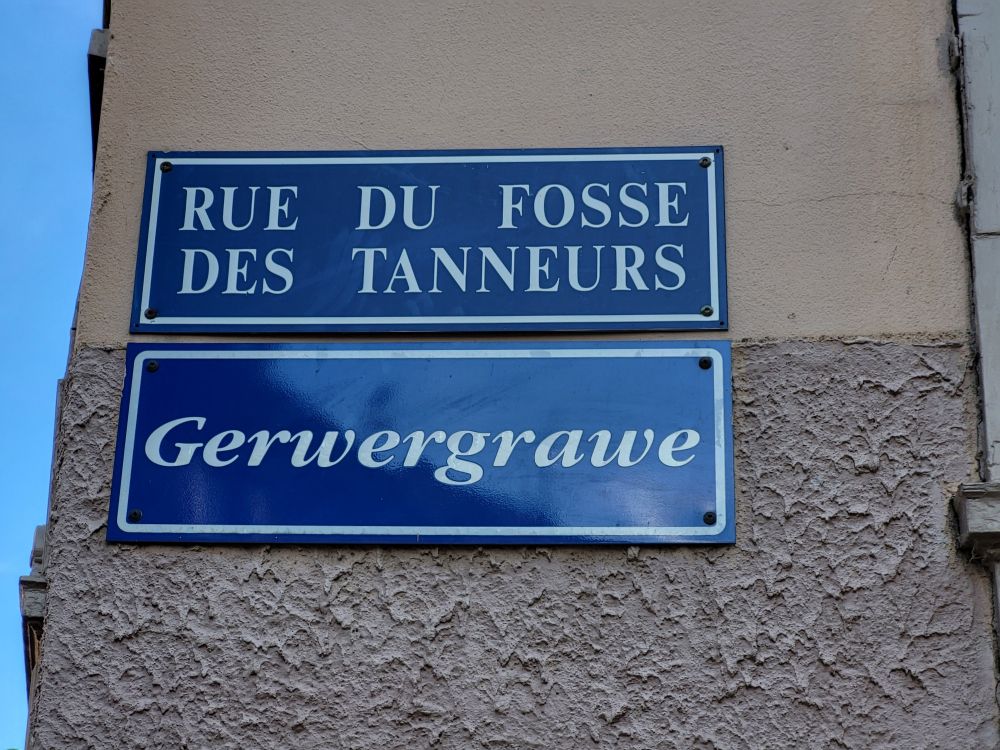 RUE DU FOSSE
DES TANNEURS
Gerwergrawe